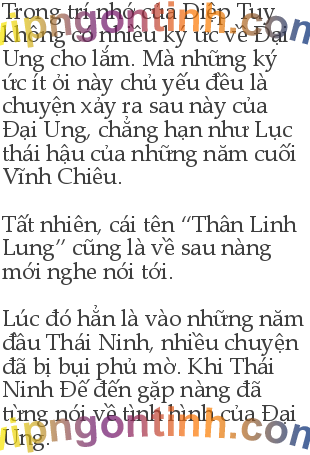 Trong trí nhớ của Diệp Tuy
không có nhiều ký ức về Đại
Ung cho lắm. Mà những ký
ức ít ỏi này chủ yếu đều là
chuyện xảy ra sau này của
Đại Ung, chẳng hạn như Lục
thái hậu của những năm cuối
Vĩnh Chiêu.
Tất nhiên, cái tên “Thân Linh
Lung” cũng là về sau nàng
mới nghe nói tới.
Lúc đó hẳn là vào những năm
đầu Thái Ninh, nhiều chuyện
đã bị bụi phủ mờ. Khi Thái
Ninh Đế đến gặp nàng đã
từng nói về tình hình của Đại
Ung.
vipngontinh.com
vipngontinh.com